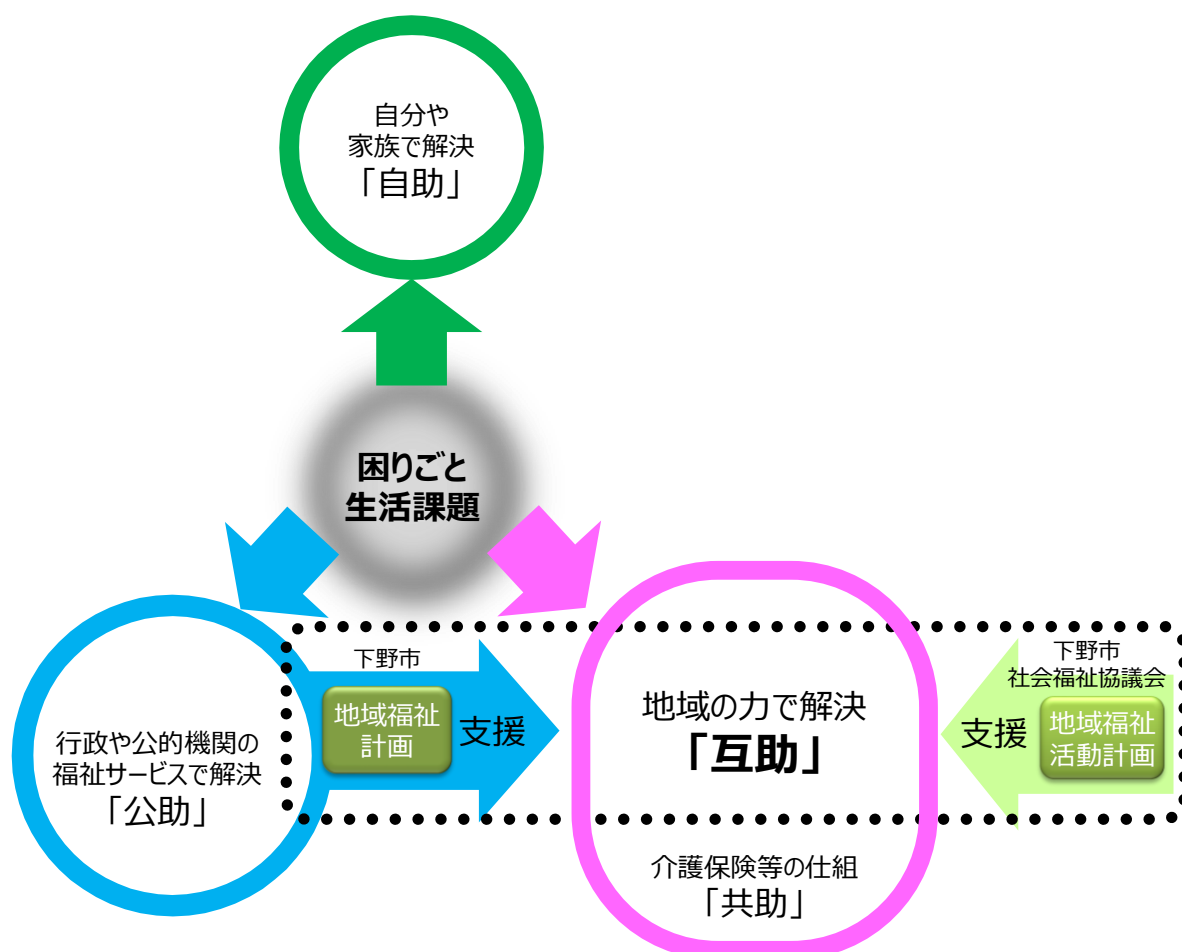 自分や
家族で解決
「自助」
困りごと
生活課題
下野市
地域福祉
計画
支援
行政や公的機関の
福祉サービスで解決
「公助」
地域の力で解決
「互助」
介護保険等の仕組
「共助」
下野市
社会福祉協議会
支援
地域福祉
活動計画